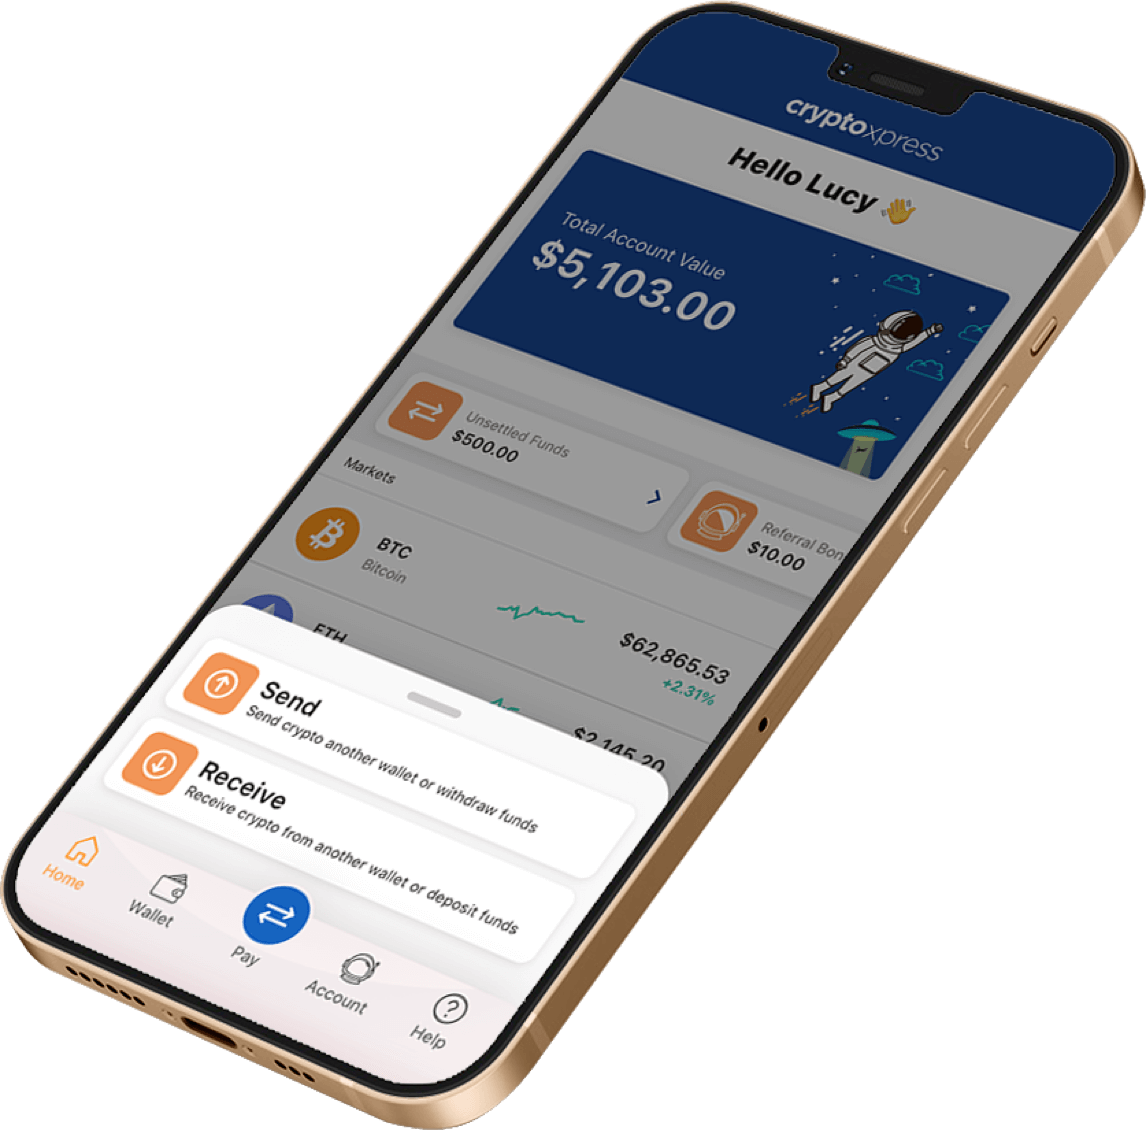 cryptoxpress
Hello Lucy 👋
Total Account Value
$5,103.00
Unsettled Funds
$500.00
Referral Bon
$10.00
Markets
BTC
Bitcoin
$62,865.53
+2.31%
ETH
$2,145.20
Send
Send crypto another wallet or withdraw funds
Receive
Receive crypto from another wallet or deposit funds
Home
Wallet
Pay
Account
Help